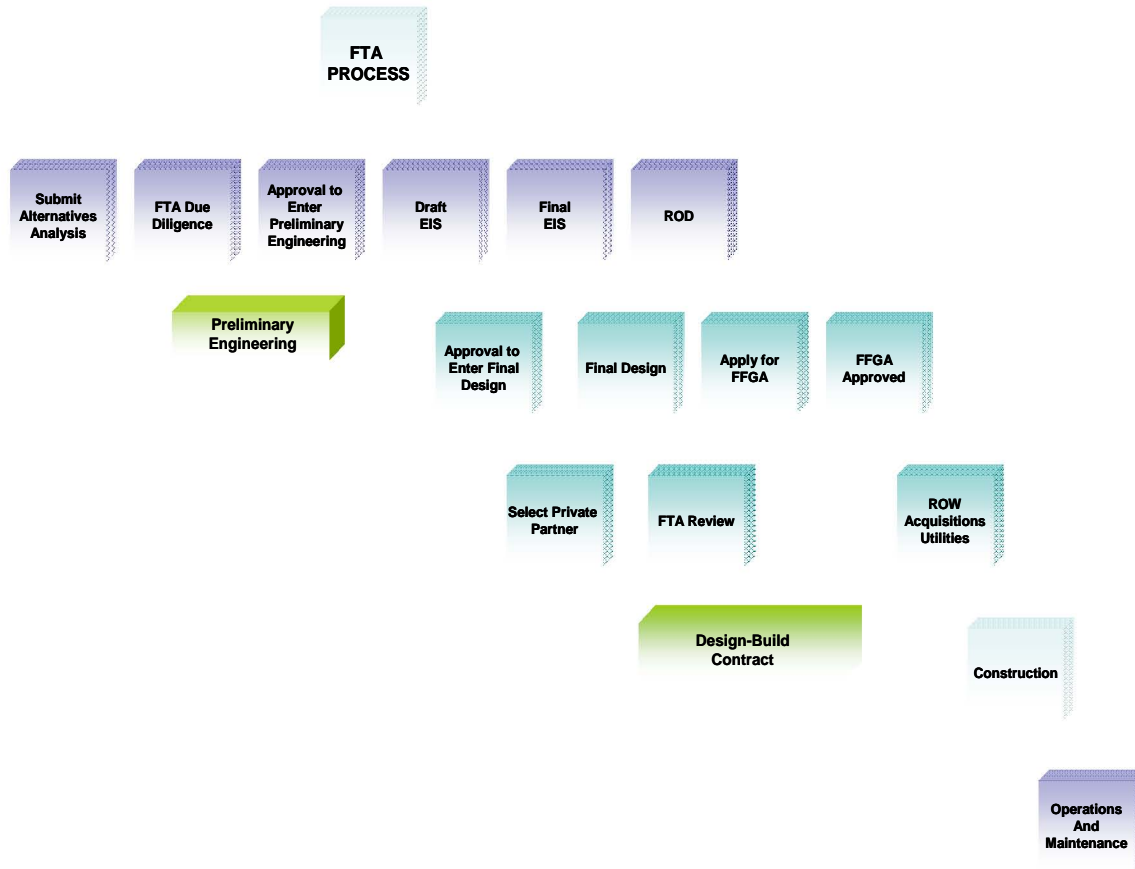 FTA
PROCESS
Submit
Alternatives
Analysis
FTA Due
Diligence
Approval to
Enter
Preliminary
Engineering
Draft
EIS
Final
EIS
ROD
Preliminary
Engineering
Approval to
Enter Final
Design
Final Design
Apply for
FFGA
FFGA
Approved
Select Private
Partner
FTA Review
ROW
Acquisitions
Utilities
Design-Build
Contract
Construction
Operations
And
Maintenance